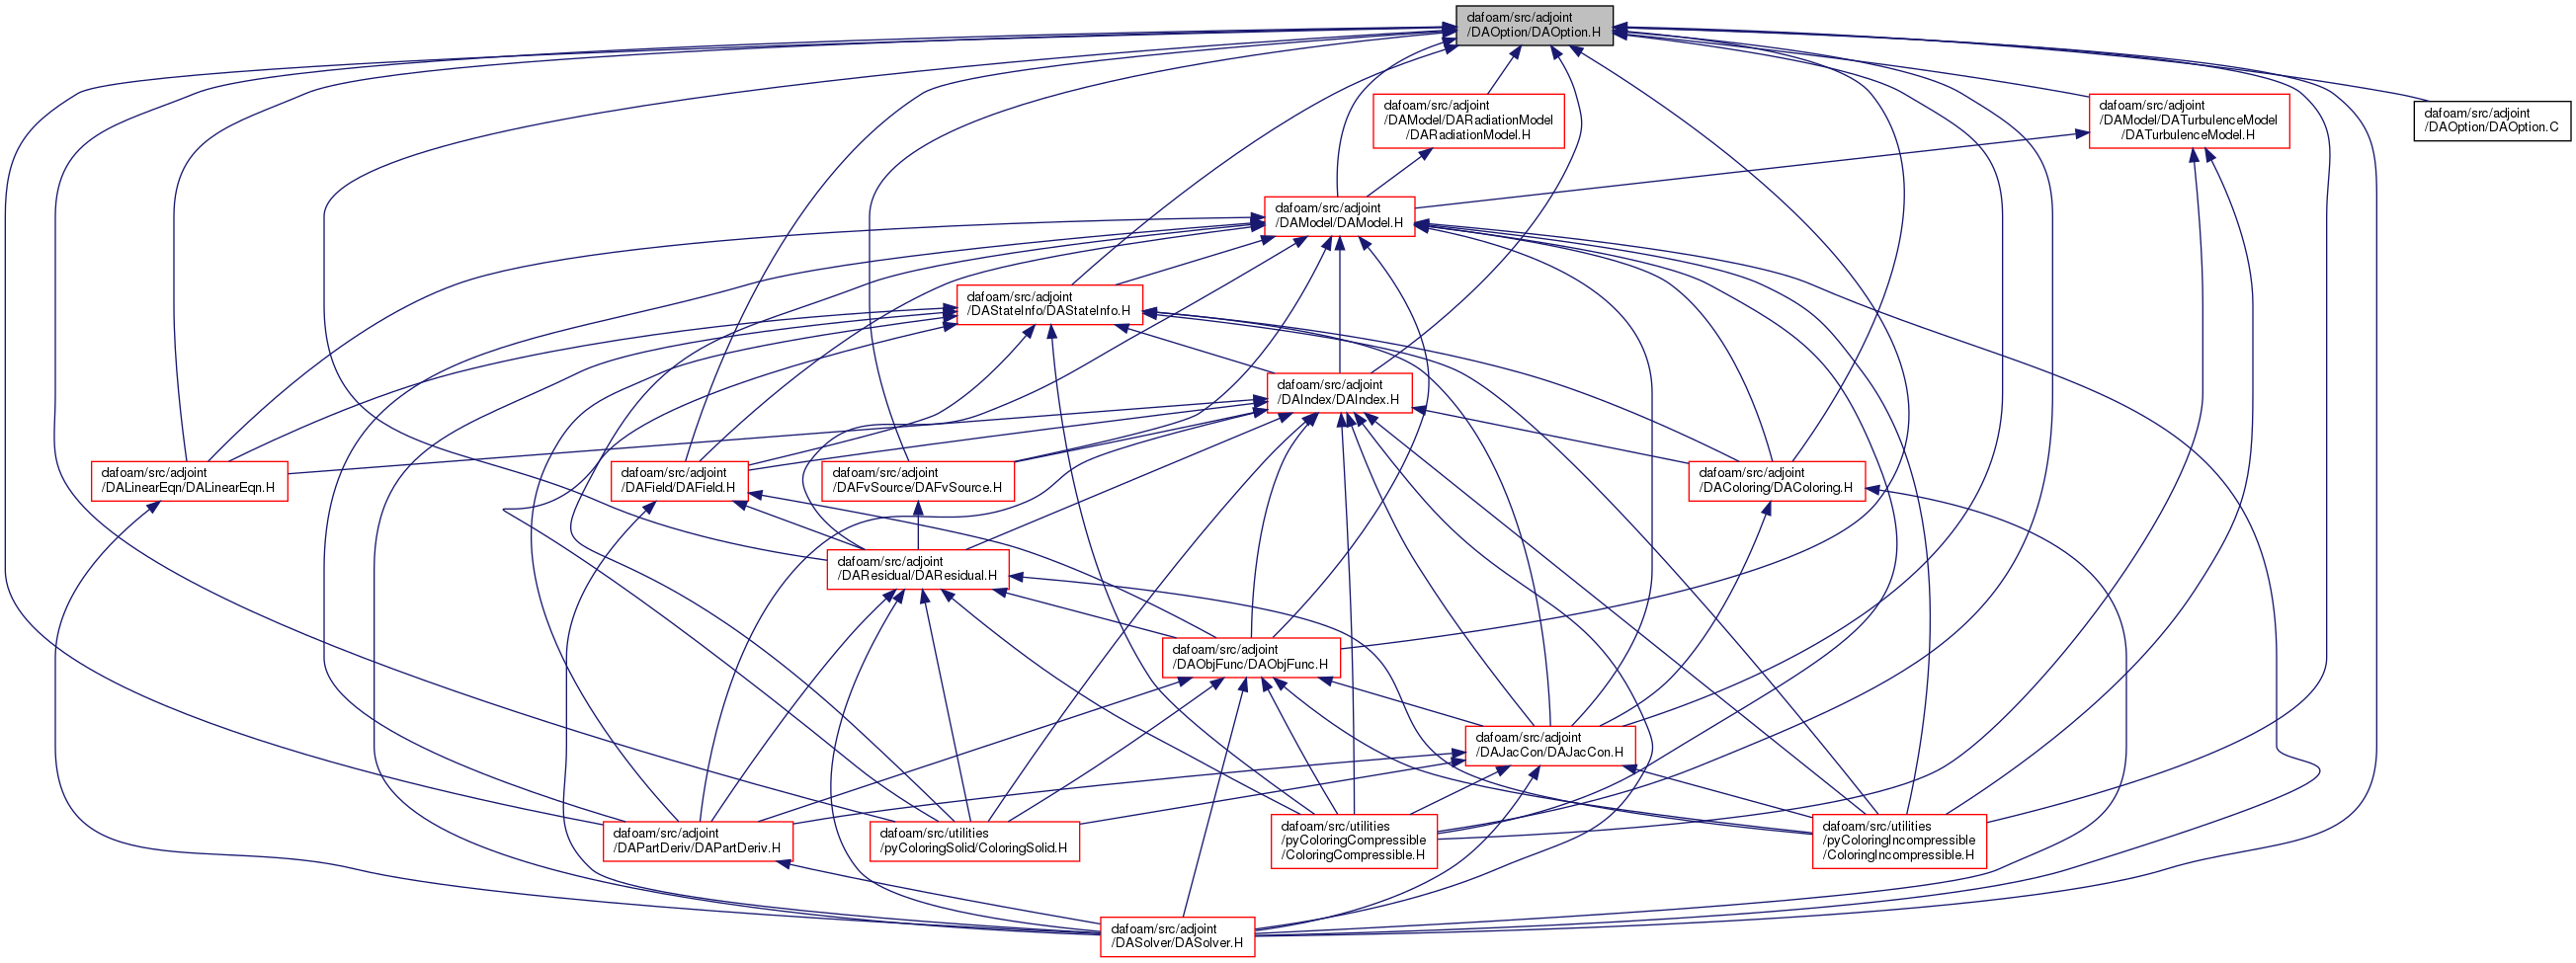 dafoam/src/adjoint
/DAOption/DAOption.H
dafoam/src/adjoint
/DAModel/DARadiationModel
/DARadiationModel.H
dafoam/src/adjoint
/DAModel/DATurbulenceModel
/DATurbulenceModel.H
dafoam/src/adjoint
/DAOption/DAOption.C
dafoam/src/adjoint
/DAModel/DAModel.H
dafoam/src/adjoint
/DAStateInfo/DAStateInfo.H
dafoam/src/adjoint
/DAIndex/DAIndex.H
dafoam/src/adjoint
/DALinearEqn/DALinearEqn.H
dafoam/src/adjoint
/DAField/DAField.H
dafoam/src/adjoint
/DAFvSource/DAFvSource.H
dafoam/src/adjoint
/DAColoring/DAColoring.H
dafoam/src/adjoint
/DAResidual/DAResidual.H
dafoam/src/adjoint
/DAObjFunc/DAObjFunc.H
dafoam/src/adjoint
/DAJacCon/DAJacCon.H
dafoam/src/adjoint
/DAPartDeriv/DAPartDeriv.H
dafoam/src/utilities
/pyColoringSolid/ColoringSolid.H
dafoam/src/utilities
/pyColoringCompressible
/ColoringCompressible.H
dafoam/src/utilities
/pyColoringIncompressible
/ColoringIncompressible.H
dafoam/src/adjoint
/DASolver/DASolver.H